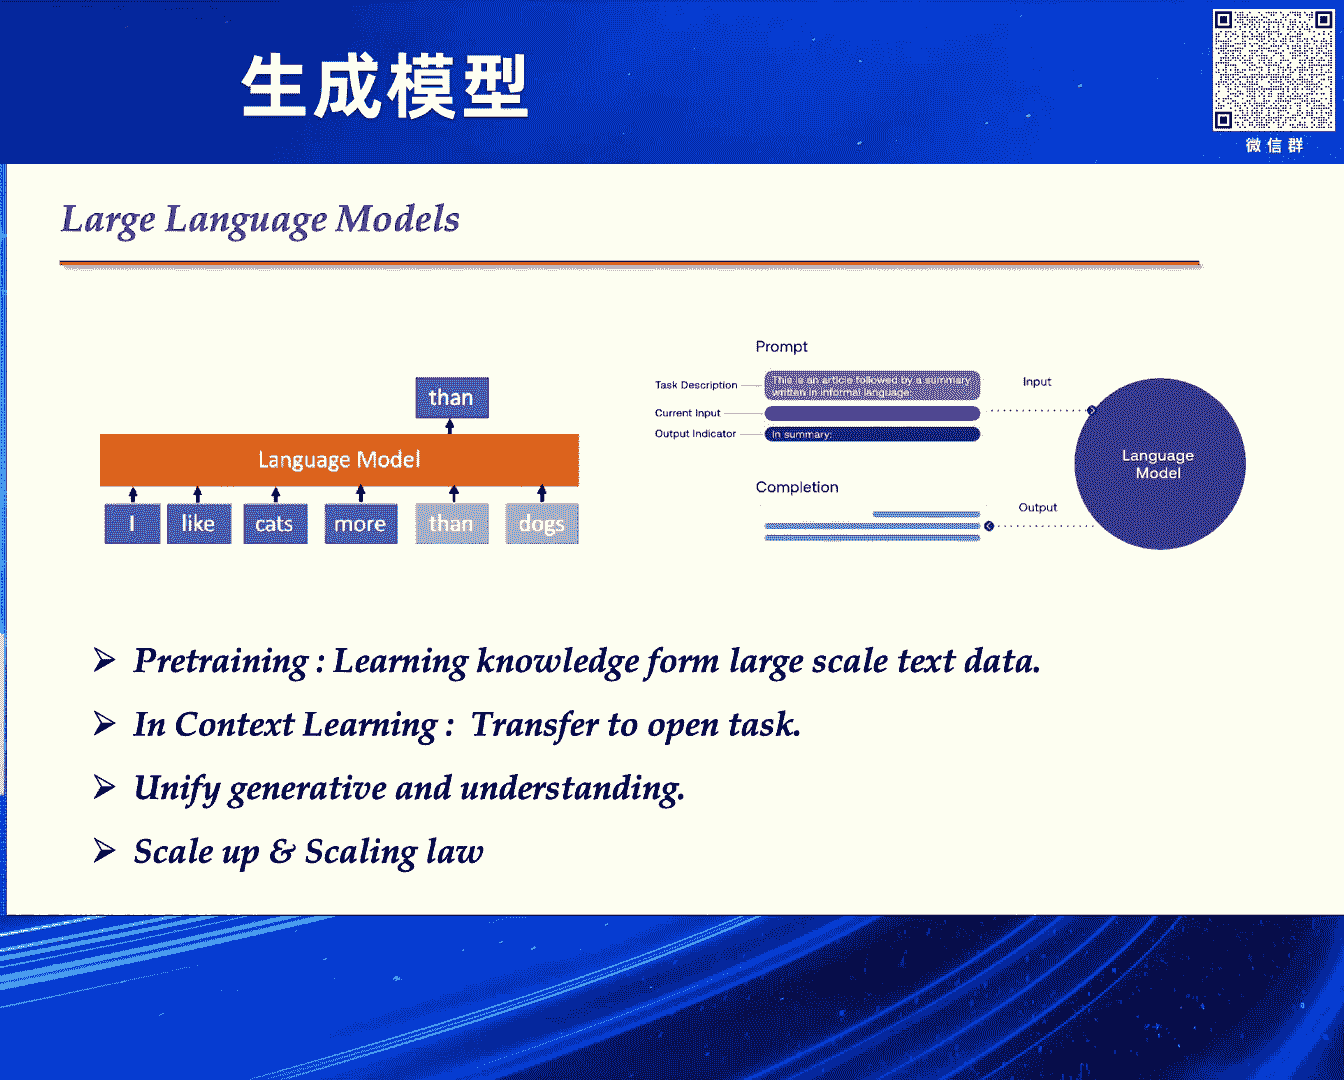 生成模型
微信群
Large Language Models
than
Language Model
I like cats more than dogs
Prompt
Task Description
This is an article followed by a summary
written in informal language.
Current Input
Output Indicator
In summary:
Input
Language
Model
Completion
Output
Pretraining : Learning knowledge form large scale text data.
In Context Learning : Transfer to open task.
Unify generative and understanding.
Scale up & Scaling law